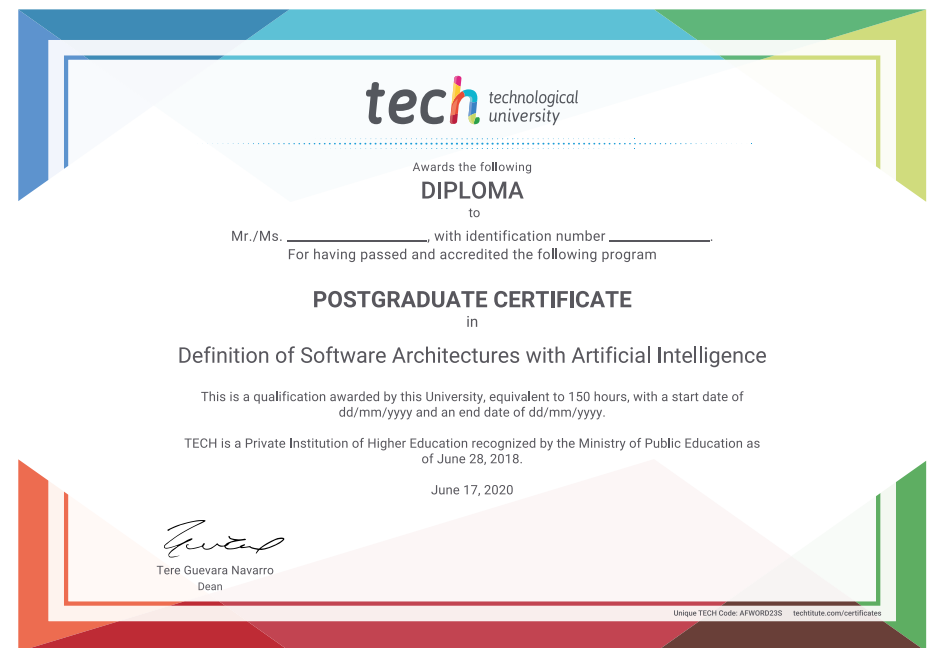 tech technological
university
Awards the following
DIPLOMA
to
Mr./Ms. ____________, with identification number ____________.
For having passed and accredited the following program
POSTGRADUATE CERTIFICATE
in
Definition of Software Architectures with Artificial Intelligence
This is a qualification awarded by this University, equivalent to 150 hours, with a start date of
dd/mm/yyyy and an end date of dd/mm/yyyy.
TECH is a Private Institution of Higher Education recognized by the Ministry of Public Education as
of June 28, 2018.
June 17, 2020
Tere Guevara Navarro
Dean
Unique TECH Code: AFWORD23S techtitute.com/certificates